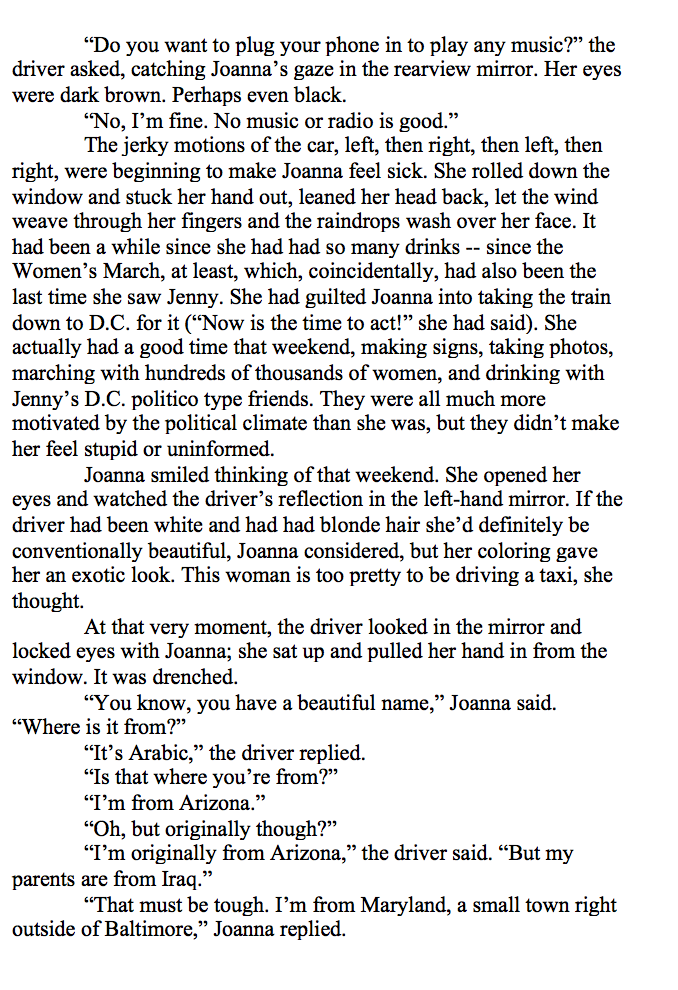 “Do you want to plug your phone in to play any music?” the
driver asked, catching Joanna’s gaze in the rearview mirror. Her eyes
were dark brown. Perhaps even black.
“No, I’m fine. No music or radio is good.”
The jerky motions of the car, left, then right, then left, then
right, were beginning to make Joanna feel sick. She rolled down the
window and stuck her hand out, leaned her head back, let the wind
weave through her fingers and the raindrops wash over her face. It
had been a while since she had had so many drinks -- since the
Women’s March, at least, which, coincidentally, had also been the
last time she saw Jenny. She had guilted Joanna into taking the train
down to D.C. for it (“Now is the time to act!” she had said). She
actually had a good time that weekend, making signs, taking photos,
marching with hundreds of thousands of women, and drinking with
Jenny’s D.C. politico type friends. They were all much more
motivated by the political climate than she was, but they didn’t make
her feel stupid or uninformed.
Joanna smiled thinking of that weekend. She opened her
eyes and watched the driver’s reflection in the left-hand mirror. If the
driver had been white and had had blonde hair she’d definitely be
conventionally beautiful, Joanna considered, but her coloring gave
her an exotic look. This woman is too pretty to be driving a taxi, she
thought.
At that very moment, the driver looked in the mirror and
locked eyes with Joanna; she sat up and pulled her hand in from the
window. It was drenched.
“You know, you have a beautiful name,” Joanna said.
“Where is it from?”
“It’s Arabic,” the driver replied.
“Is that where you’re from?”
“I’m from Arizona.”
“Oh, but originally though?”
“I’m originally from Arizona,” the driver said. “But my
parents are from Iraq.”
“That must be tough. I’m from Maryland, a small town right
outside of Baltimore,” Joanna replied.